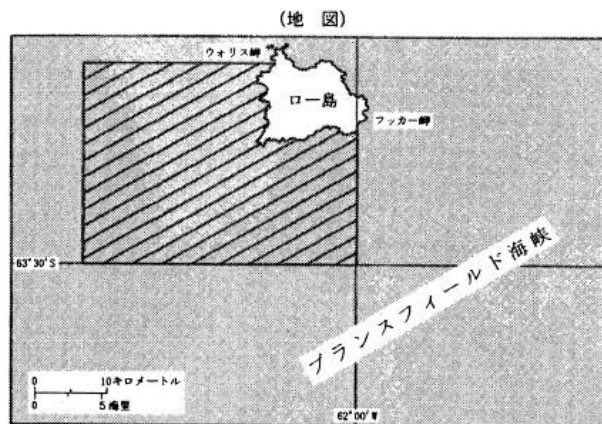 (地 図)
ウォリス岬
ロー島
フッカー岬
63°30′S
ブランスフィールド海峡
0 10キロメートル
0 5海里
62°00′W